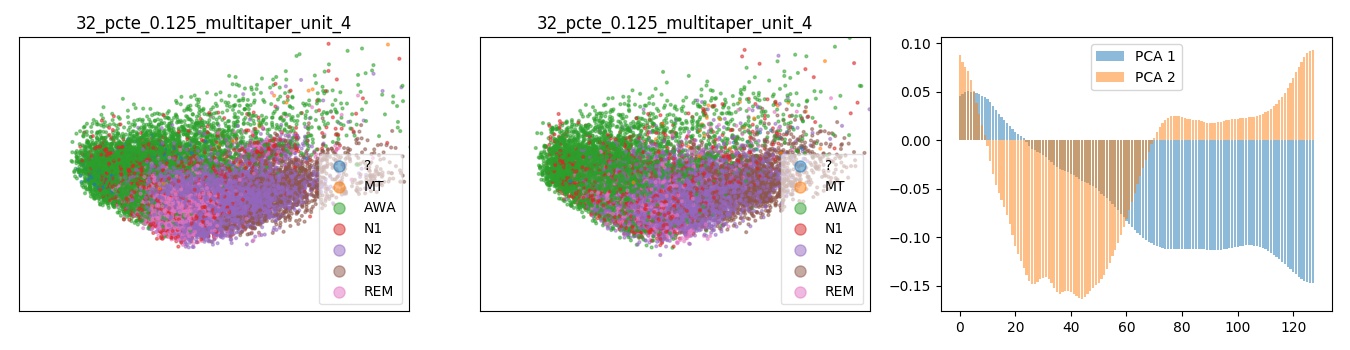 32_pcte_0.125_multitaper_unit_4
?
MT
AWA
N1
N2
N3
REM
32_pcte_0.125_multitaper_unit_4
?
MT
AWA
N1
N2
N3
REM
PCA 1
PCA 2
0.10
0.05
0.00
−0.05
−0.10
−0.15
0
20
40
60
80
100
120